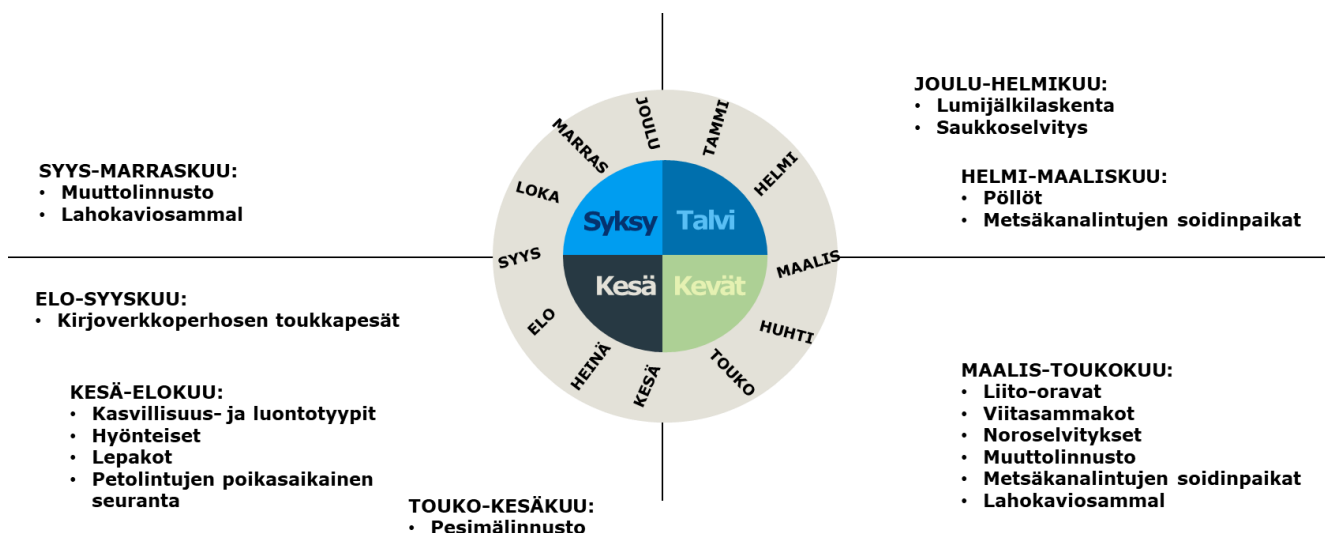 JOULU-HELMIKUU:
• Lumijälkilaskenta
• Saukkoselvitys
HELMI-MAALISKUU:
• Pöllöt
• Metsäkanalintujen soidinpaikat
SYYS-MARRASKUU:
• Muuttolinnusto
• Lahokaviosammal
JOULU
TAMMI
HELMI
MAALIS
HUHTI
TOUKO
KESÄ
HEINÄ
ELO
SYYS
LOKA
MARRAS
Syksy
Talvi
Kesä
Kevät
ELO-SYYSKUU:
• Kirjoverkkoperhosen toukkapesät
KESÄ-ELOKUU:
• Kasvillisuus- ja luontotyypit
• Hyönteiset
• Lepakot
• Petolintujen poikasaikainen
seuranta
TOUKO-KESÄKUU:
• Pesimälinnusto
MAALIS-TOUKOKUU:
• Liito-oravat
• Viitasammakot
• Noroselvitykset
• Muuttolinnusto
• Metsäkanalintujen soidinpaikat
• Lahokaviosammal